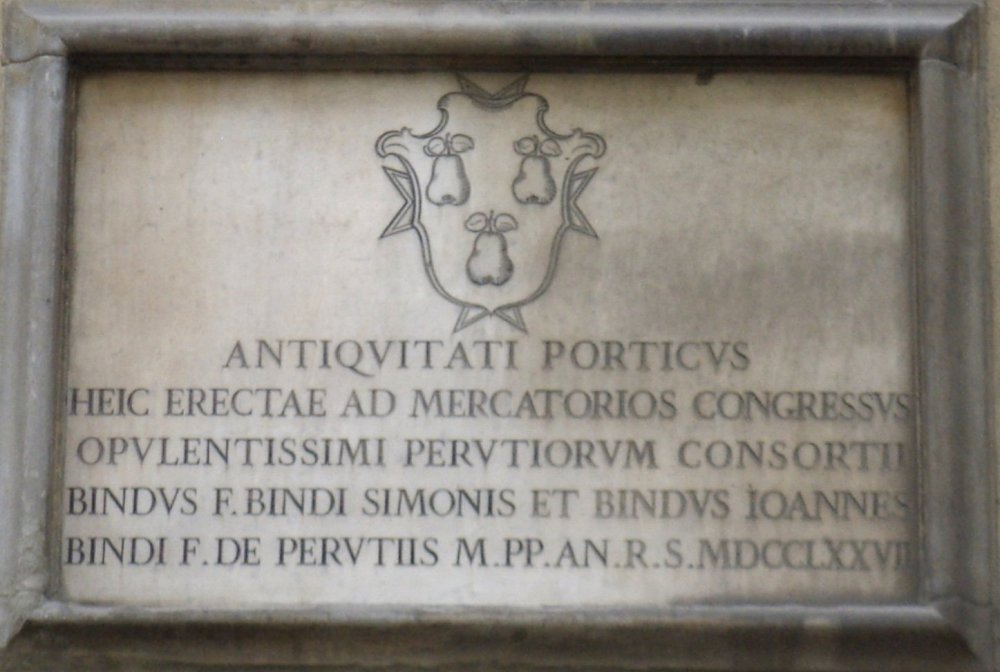 ANTIQVITATI PORTICVS
HEIC ERECTAE AD MERCATORIOS CONGRESSVS
OPVLENTISSIMI PERVTIORVM CONSORTII
BINDVS F. BINDI SIMONIS ET BINDVS IOANNES
BINDI F. DE PERVTIIS M.PP.AN.R.S.MDCCLXXVII